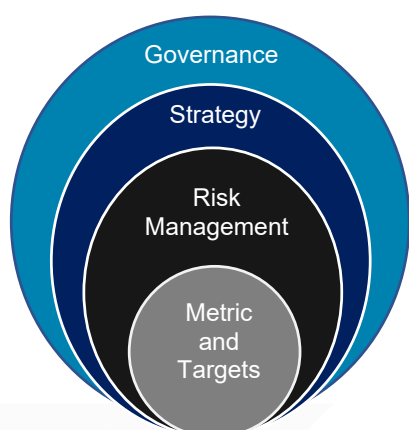 Governance
Strategy
Risk
Management
Metric
and
Targets